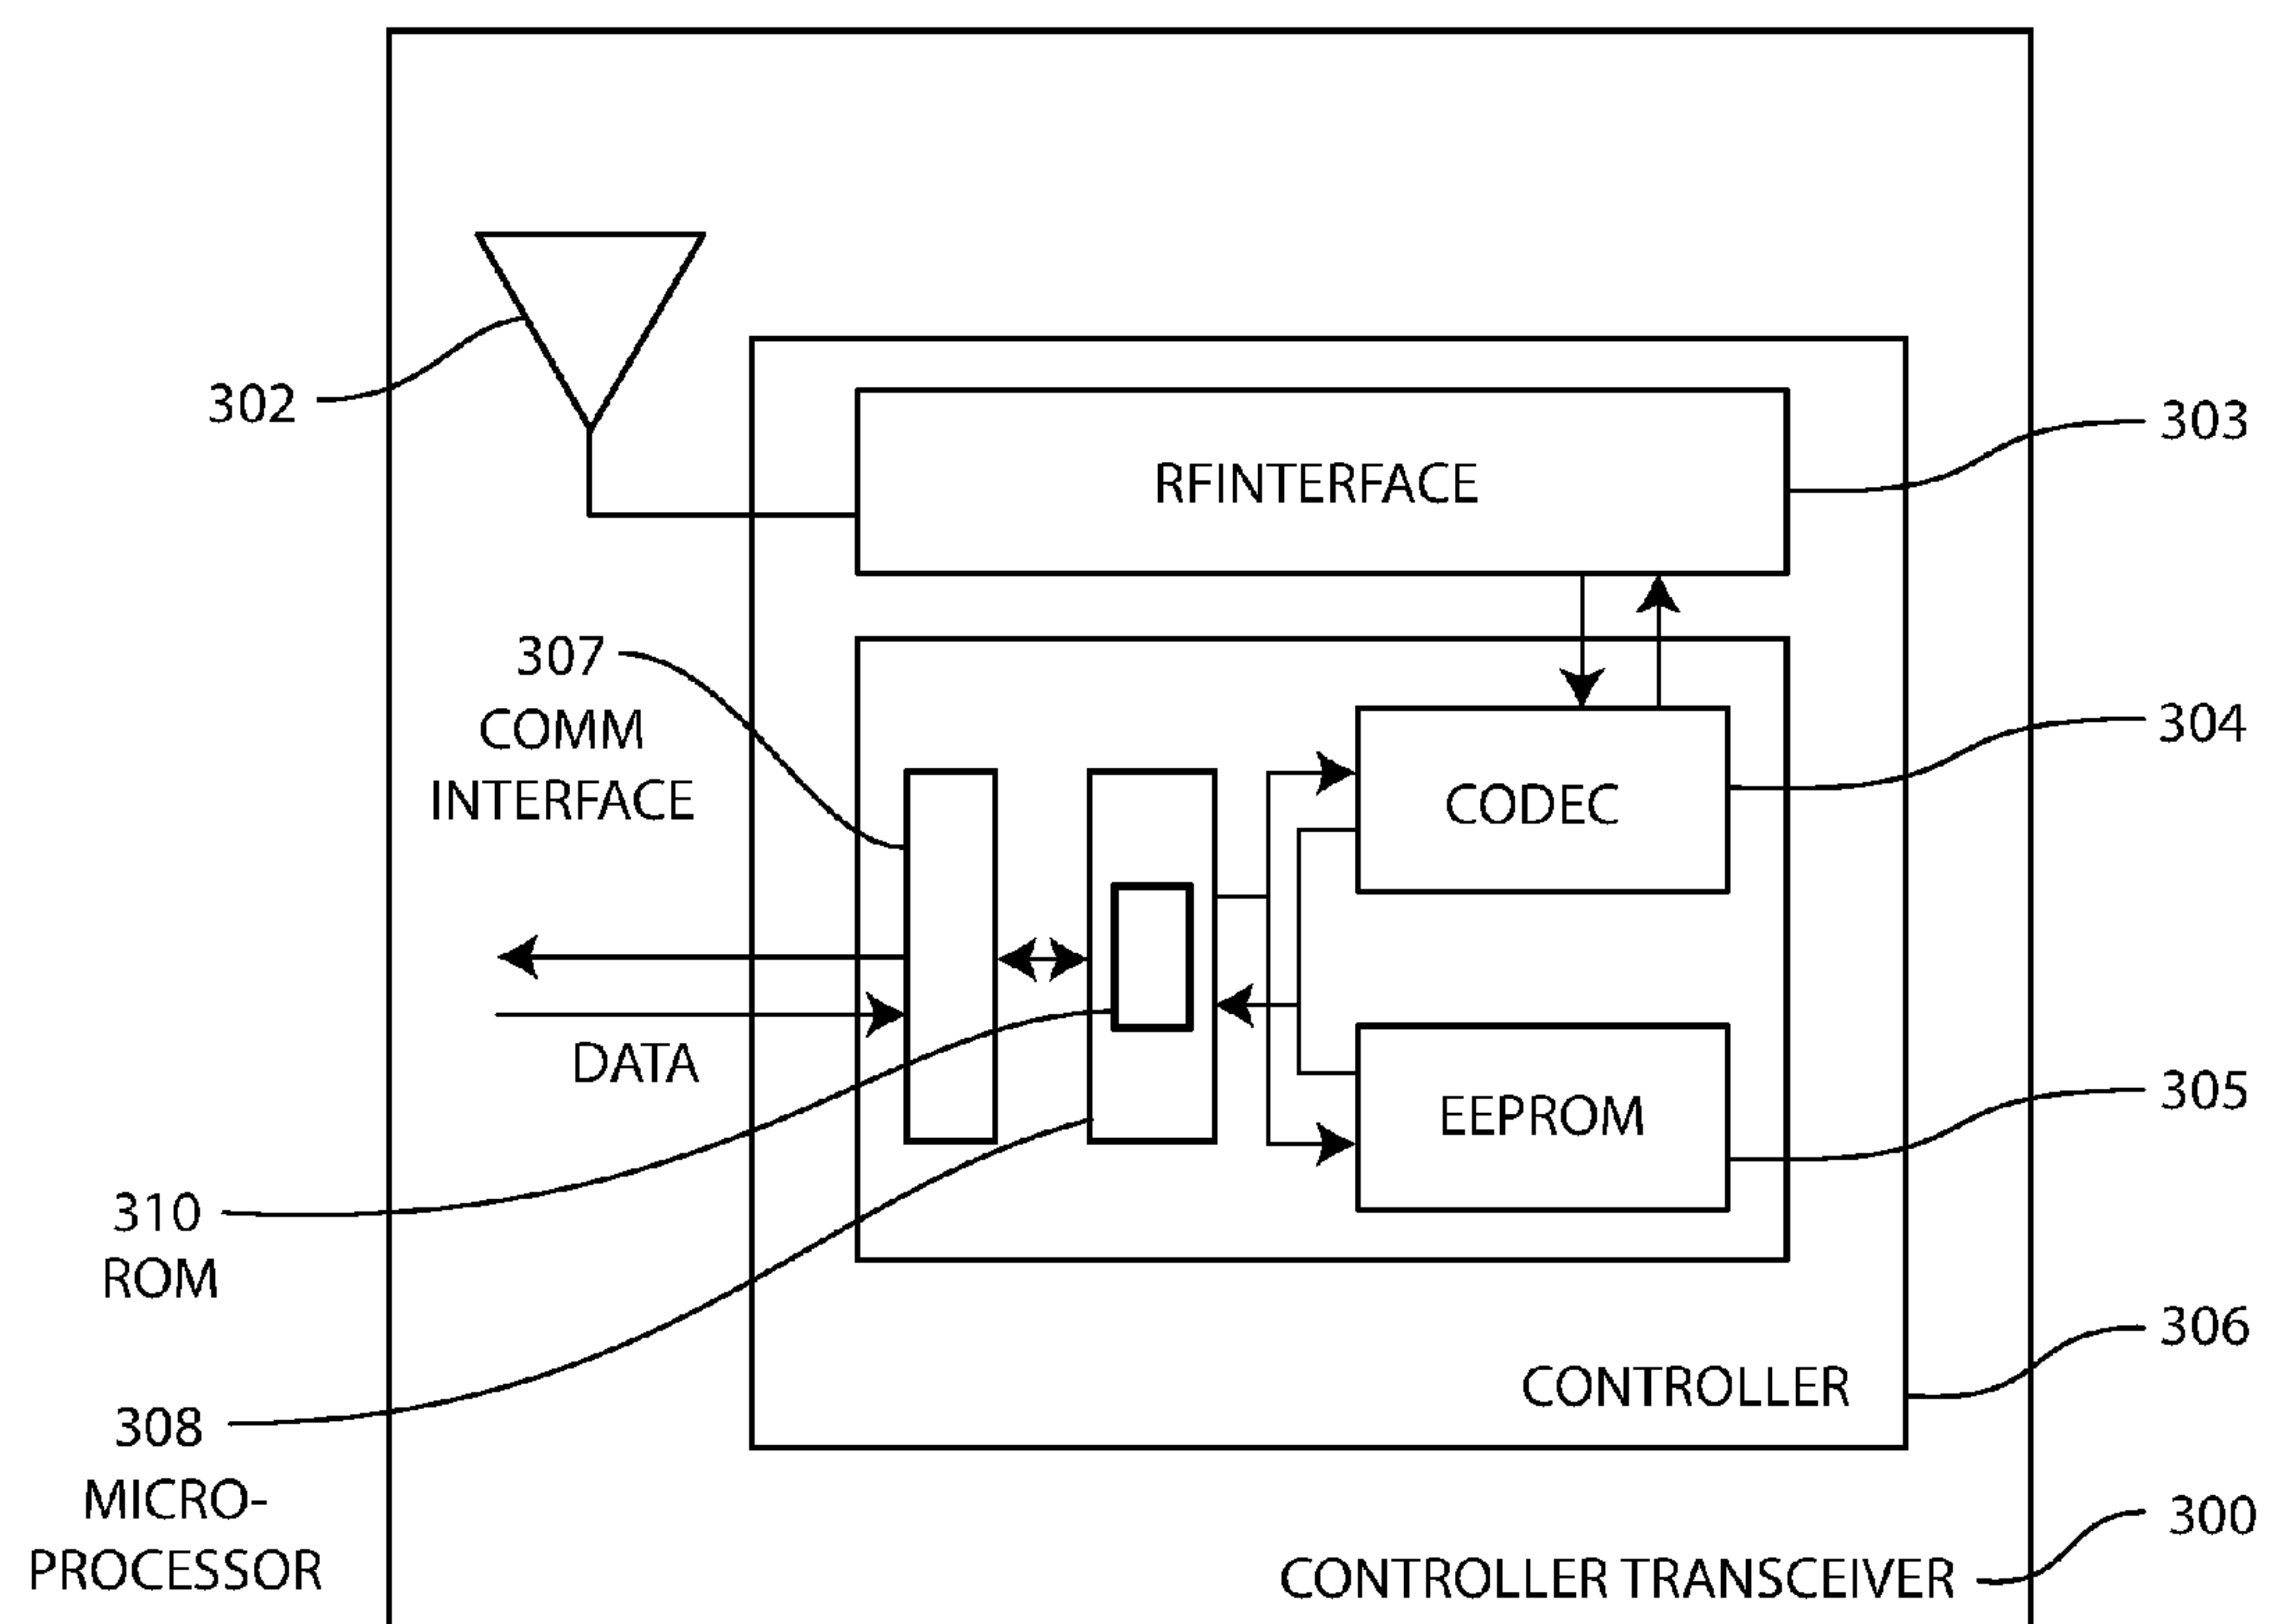 302
RFINTERFACE
303
307
COMM
INTERFACE
304
CODEC
DATA
305
EEPROM
310
ROM
306
CONTROLLER
308
MICRO-
PROCESSOR
300
CONTROLLER TRANSCEIVER